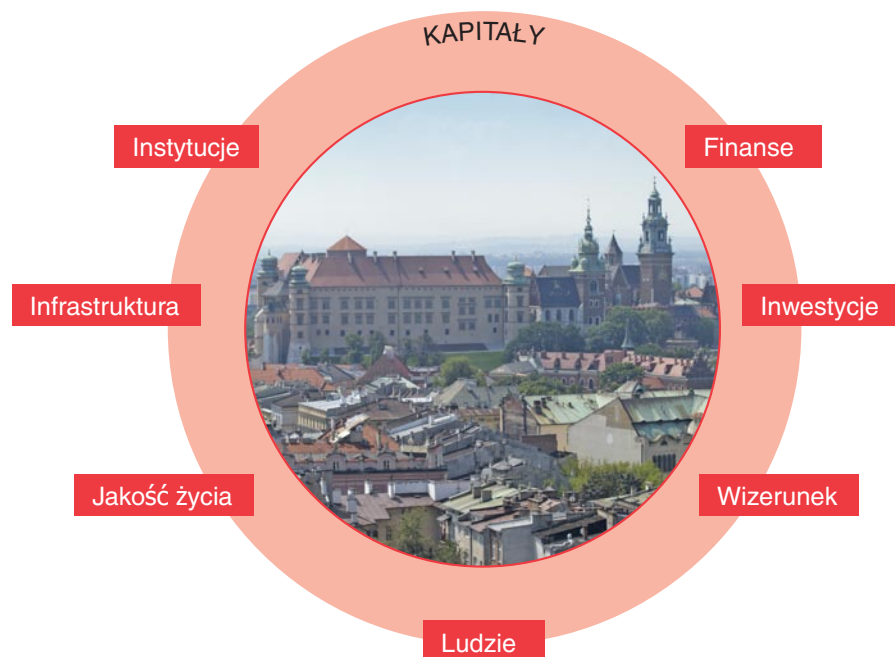 KAPITAŁY
Instytucje
Finanse
Infrastruktura
Inwestycje
Jakość życia
Wizerunek
Ludzie